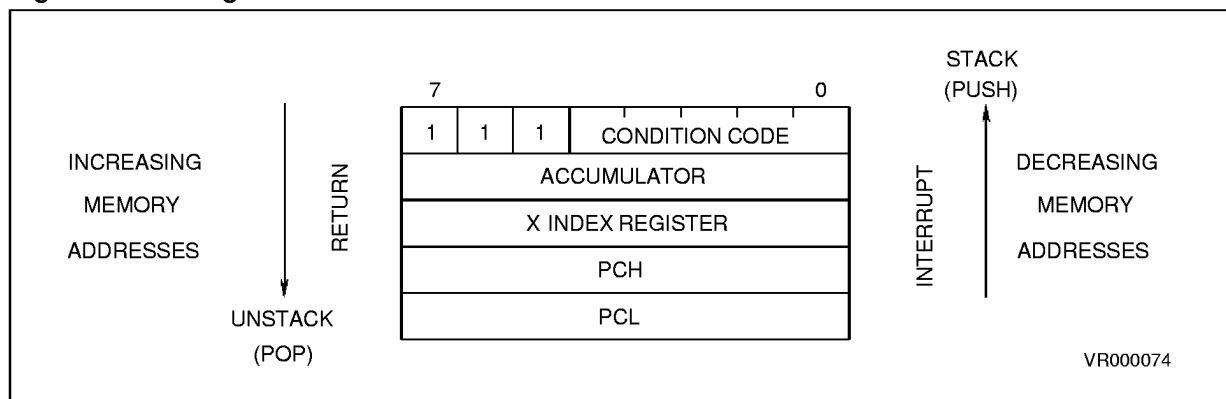 STACK
(PUSH)
7 0
1 1 1 CONDITION CODE
ACCUMULATOR
X INDEX REGISTER
PCH
PCL
INCREASING
MEMORY
ADDRESSES
RETURN
UNSTACK
(POP)
INTERRUPT
DECREASING
MEMORY
ADDRESSES
VR000074